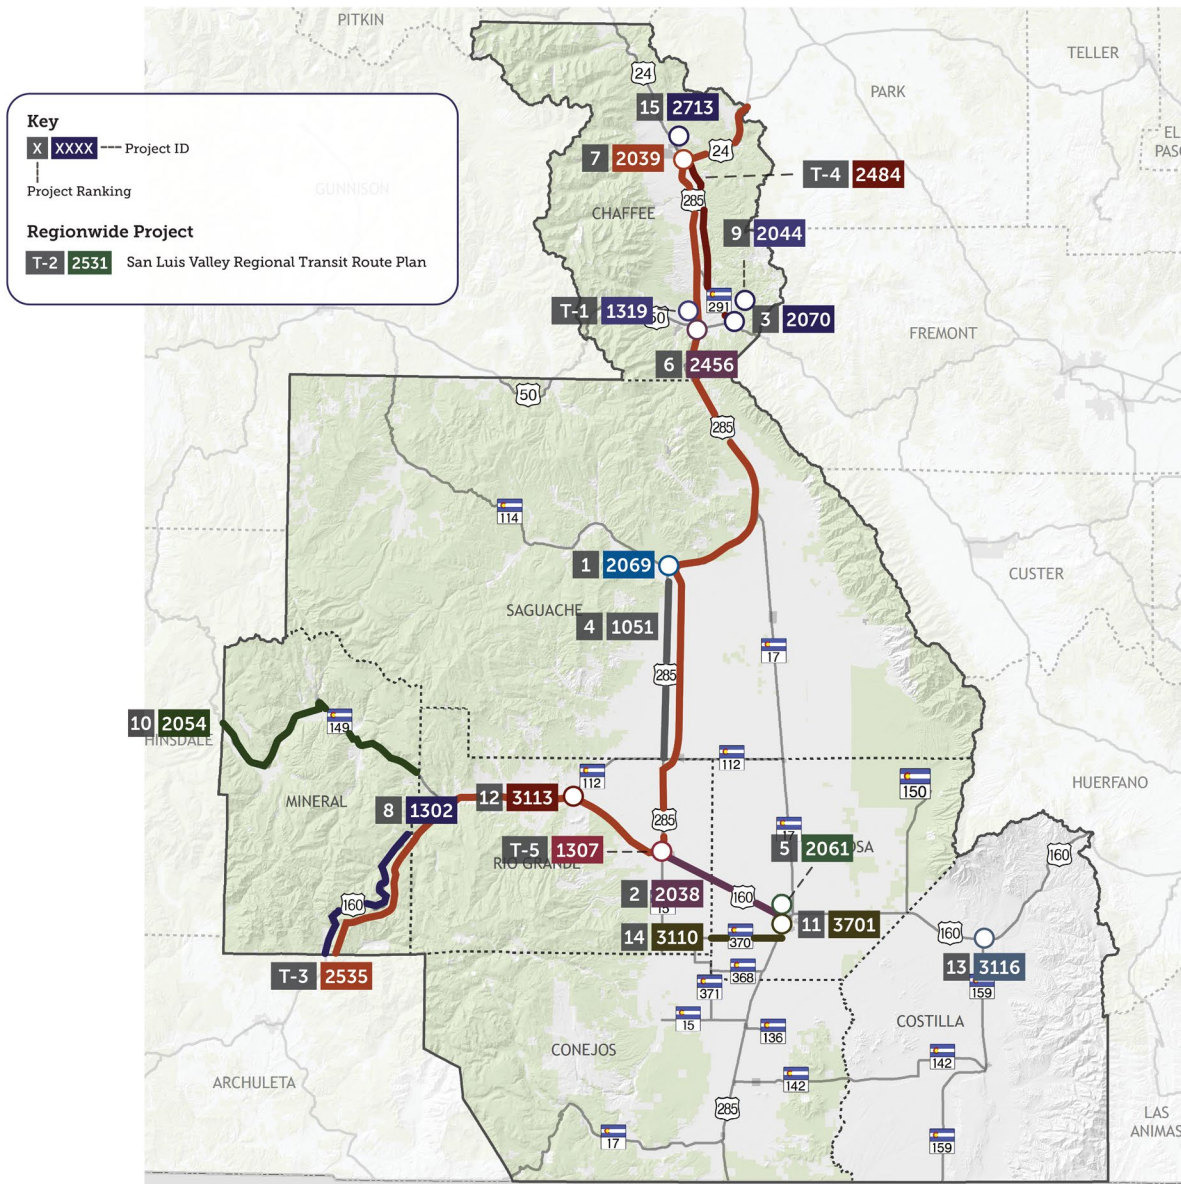 PITKIN
TELLER
24
PARK
15 2713
Key
X XXXX Project ID
Project Ranking
EL
PASO
24
7 2039
T-4 2484
GUNNISON
285
CHAFFEE
9 2044
Regionwide Project
T-2 2531 San Luis Valley Regional Transit Route Plan
291
T-1 1319
50
3 2070
FREMONT
6 2456
50
285
114
1 2069
CUSTER
SAGUACHE
4 1051
17
285
10 2054
149
HINSDALE
112
112
150
HUERFANO
MINERAL
12 3113
8 1302
285
17
5 2061
OSA
T-5 1307
160
RIO GRANDE
2 2038
160
160
15
11 3701
160
14 3110
370
13 3116
T-3 2535
368
371
159
15
136
COSTILLA
CONEJOS
142
142
ARCHULETA
285
LAS
ANIMAS
17
159